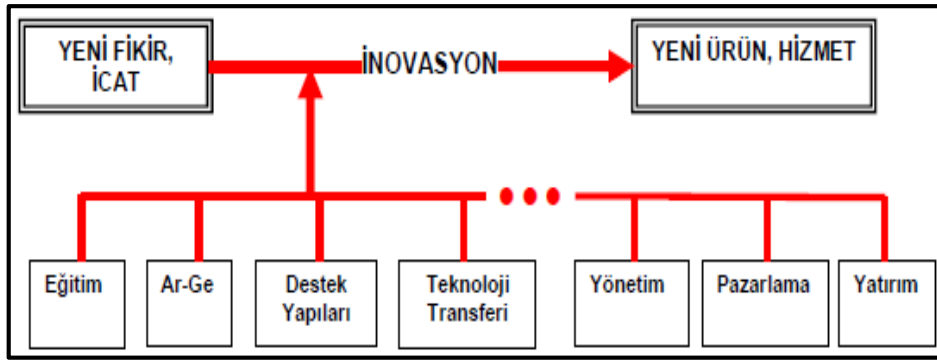 YENİ FİKİR,
İCAT
İNOVASYON
YENİ ÜRÜN, HİZMET
Eğitim
Ar-Ge
Destek
Yapıları
Teknoloji
Transferi
Yönetim
Pazarlama
Yatırım